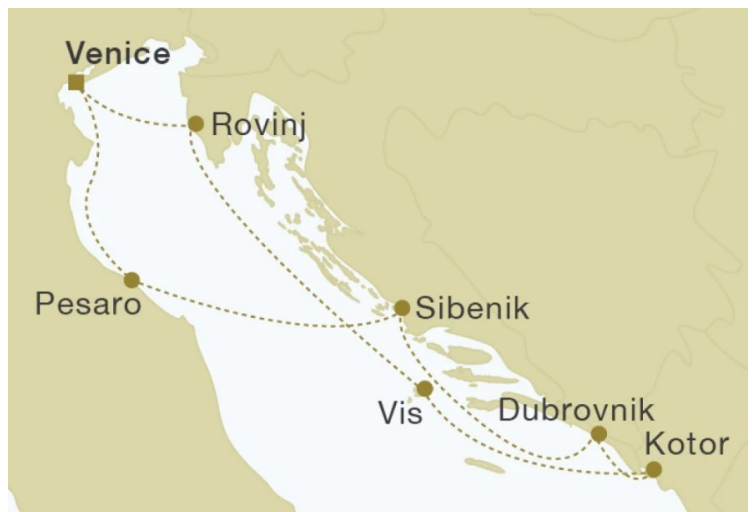 Venice
Rovinj
Pesaro
Sibenik
Vis
Dubrovnik
Kotor